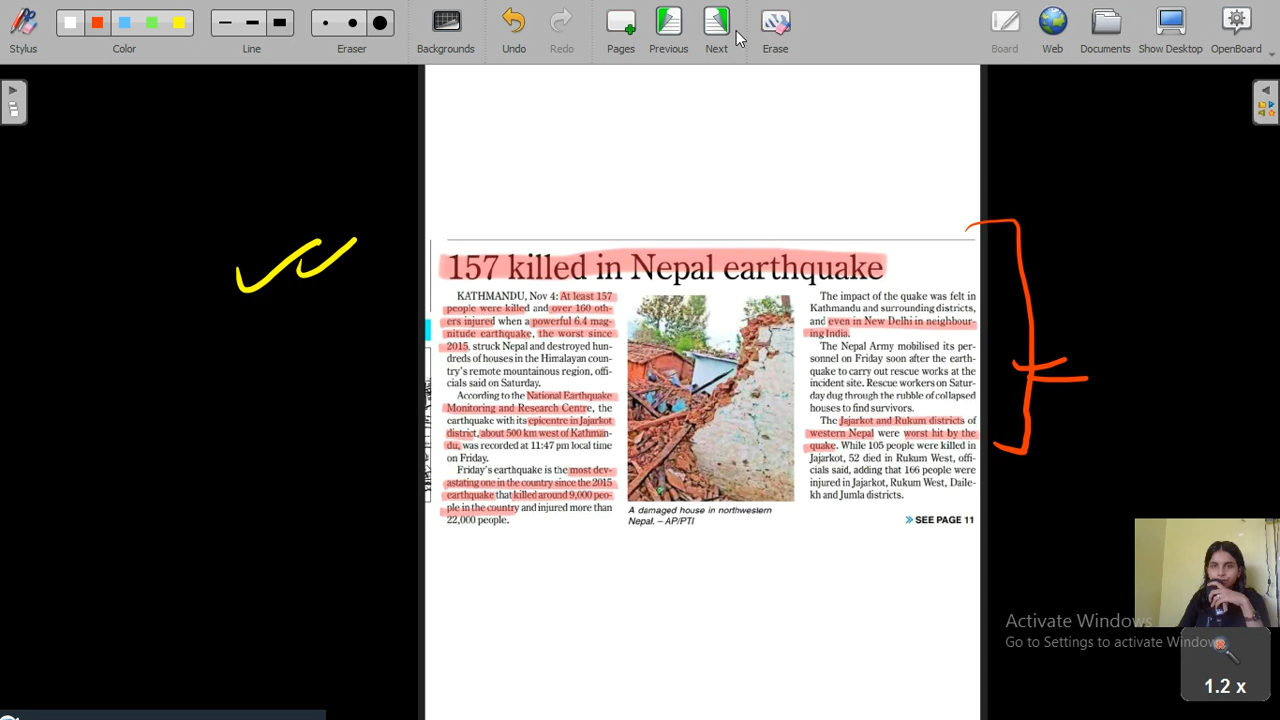 Stylus
Color
Line
Eraser
Backgrounds
Undo
Redo
Pages
Previous
Next
Erase
Board
Web
Documents
Show Desktop
OpenBoard
157 killed in Nepal earthquake
KATHMANDU, Nov 4: At least 157
people were killed and over 160 oth-
ers injured when a powerful 6.4 mag-
nitude earthquake, the worst since
2015, struck Nepal and destroyed hun-
dreds of houses in the Himalayan coun-
try's remote mountainous region, offi-
cials said on Saturday.
According to the National Earthquake
Monitoring and Research Centre, the
earthquake with its epicentre in Jajarkot
district, about 500 km west of Kathman-
du, was recorded at 11:47 pm local time
on Friday.
Friday's earthquake is the most dev-
astating one in the country since the 2015
earthquake that killed around 9,000 peo-
ple in the country and injured more than
22,000 people.
A damaged house in northwestern
Nepal. – AP/PTI
The impact of the quake was felt in
Kathmandu and surrounding districts,
and even in New Delhi in neighbour-
ing India.
The Nepal Army mobilised its per-
sonnel on Friday soon after the earth-
quake to carry out rescue works at the
incident site. Rescue workers on Satur-
day dug through the rubble of collapsed
houses to find survivors.
The Jajarkot and Rukum districts of
western Nepal were worst hit by the
quake. While 105 people were killed in
Jajarkot, 52 died in Rukum West, offi-
cials said, adding that 166 people were
injured in Jajarkot, Rukum West, Daile-
kh and Jumla districts.
SEE PAGE 11
Activate Windows
Go to Settings to activate Window
1.2 x